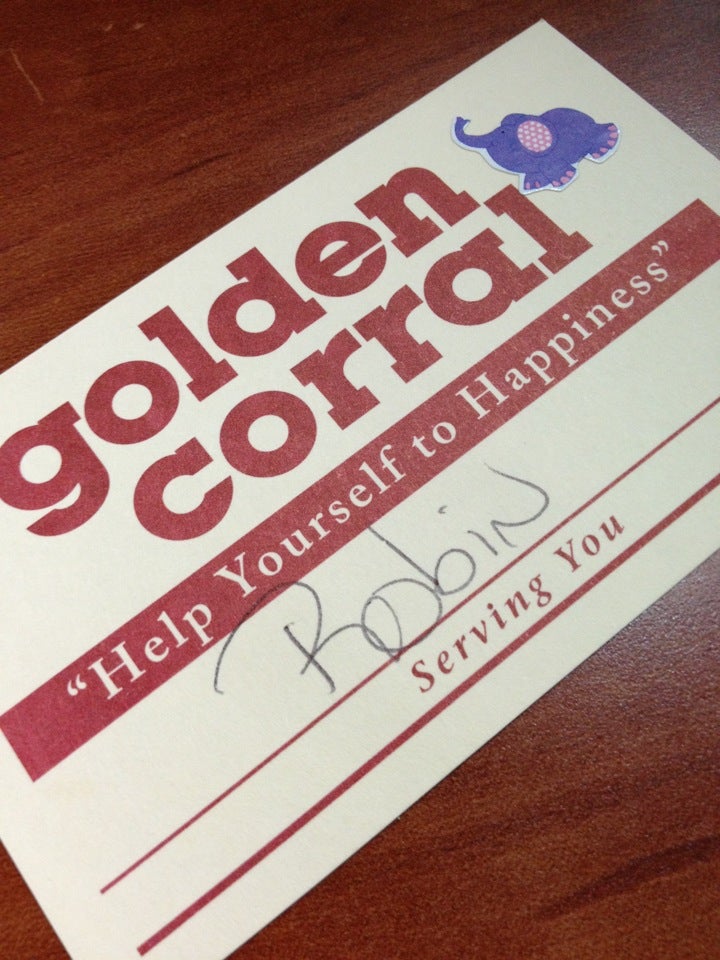 golden
corral
“Help Yourself to Happiness”
Robin
Serving You